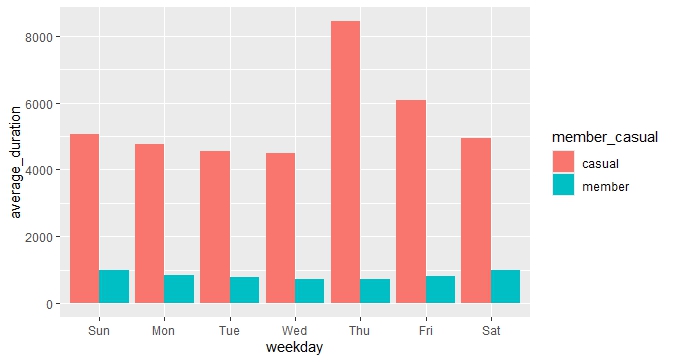 8000
6000
4000
2000
0
average_duration
Sun Mon Tue Wed Thu Fri Sat
weekday
member_casual
casual
member